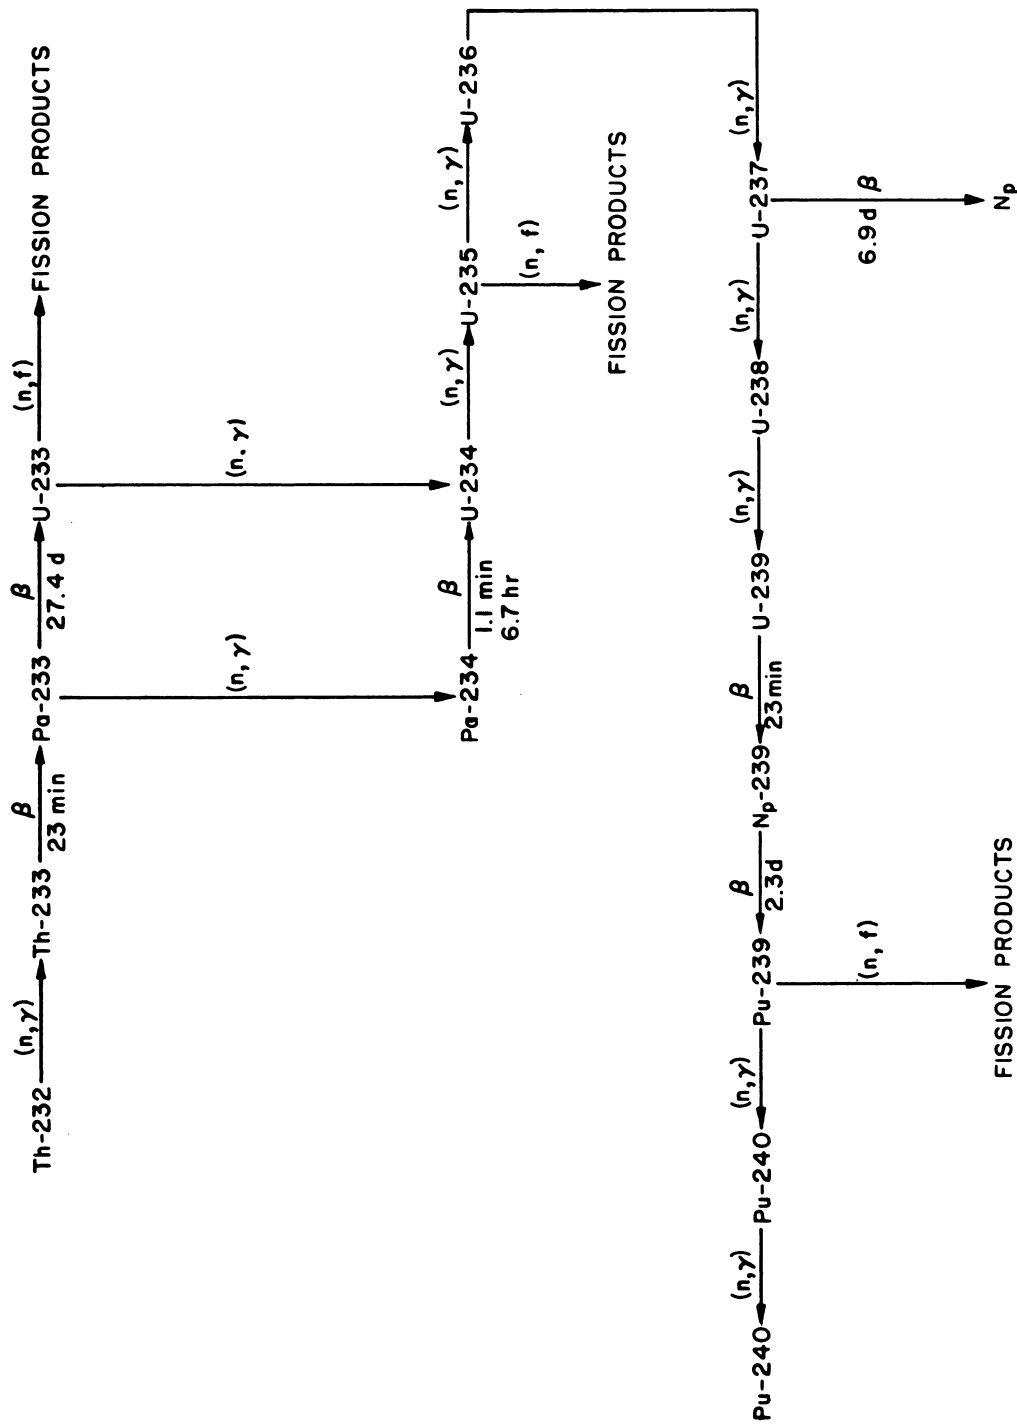 Th-232
(n,γ)
Th-233
β
23 min
Pa-233
β
27.4 d
U-233
(n,f)
FISSION PRODUCTS
(n,γ)
(n.γ)
Pa-234
β
1.1 min
6.7 hr
U-234
(n,γ)
U-235
(n,γ)
U-236
(n, f)
FISSION PRODUCTS
(n,γ)
U-237
6.9 d β
Np
(n,γ)
U-238
(n,γ)
U-239
β
23 min
Np-239
β
2.3d
Pu-239
(n, f)
FISSION PRODUCTS
(n,γ)
Pu-240
(n,γ)
Pu-240